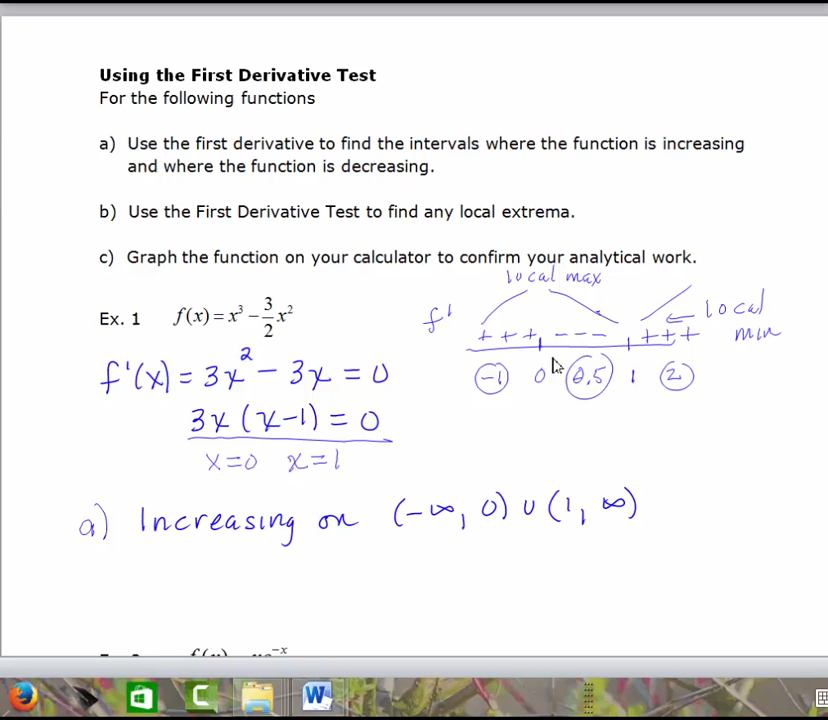 Using the First Derivative Test
For the following functions
a) Use the first derivative to find the intervals where the function is increasing
and where the function is decreasing.
b) Use the First Derivative Test to find any local extrema.
c) Graph the function on your calculator to confirm your analytical work.
local max
Ex. 1 f(x) = x³ − 3/2 x²
f' + + + − − − + + + local min
−1 0 0.5 1 2
f'(x) = 3x² − 3x = 0
3x (x − 1) = 0
x = 0 x = 1
a) Increasing on (−∞, 0) ∪ (1, ∞)
W